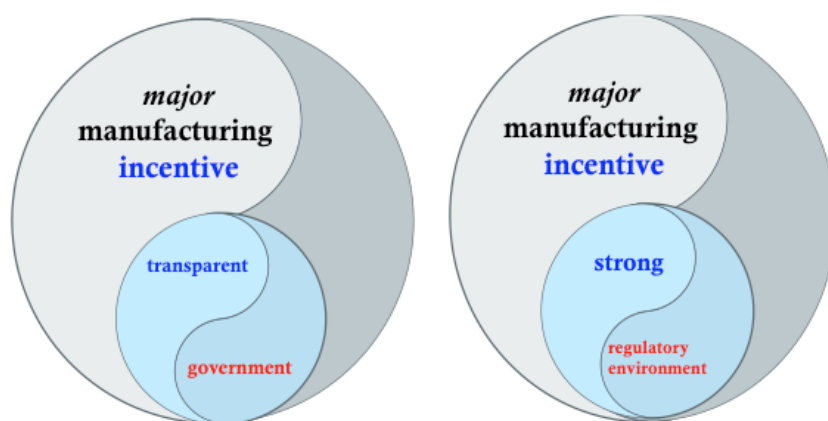 major
manufacturing
incentive
transparent
government
major
manufacturing
incentive
strong
regulatory
environment